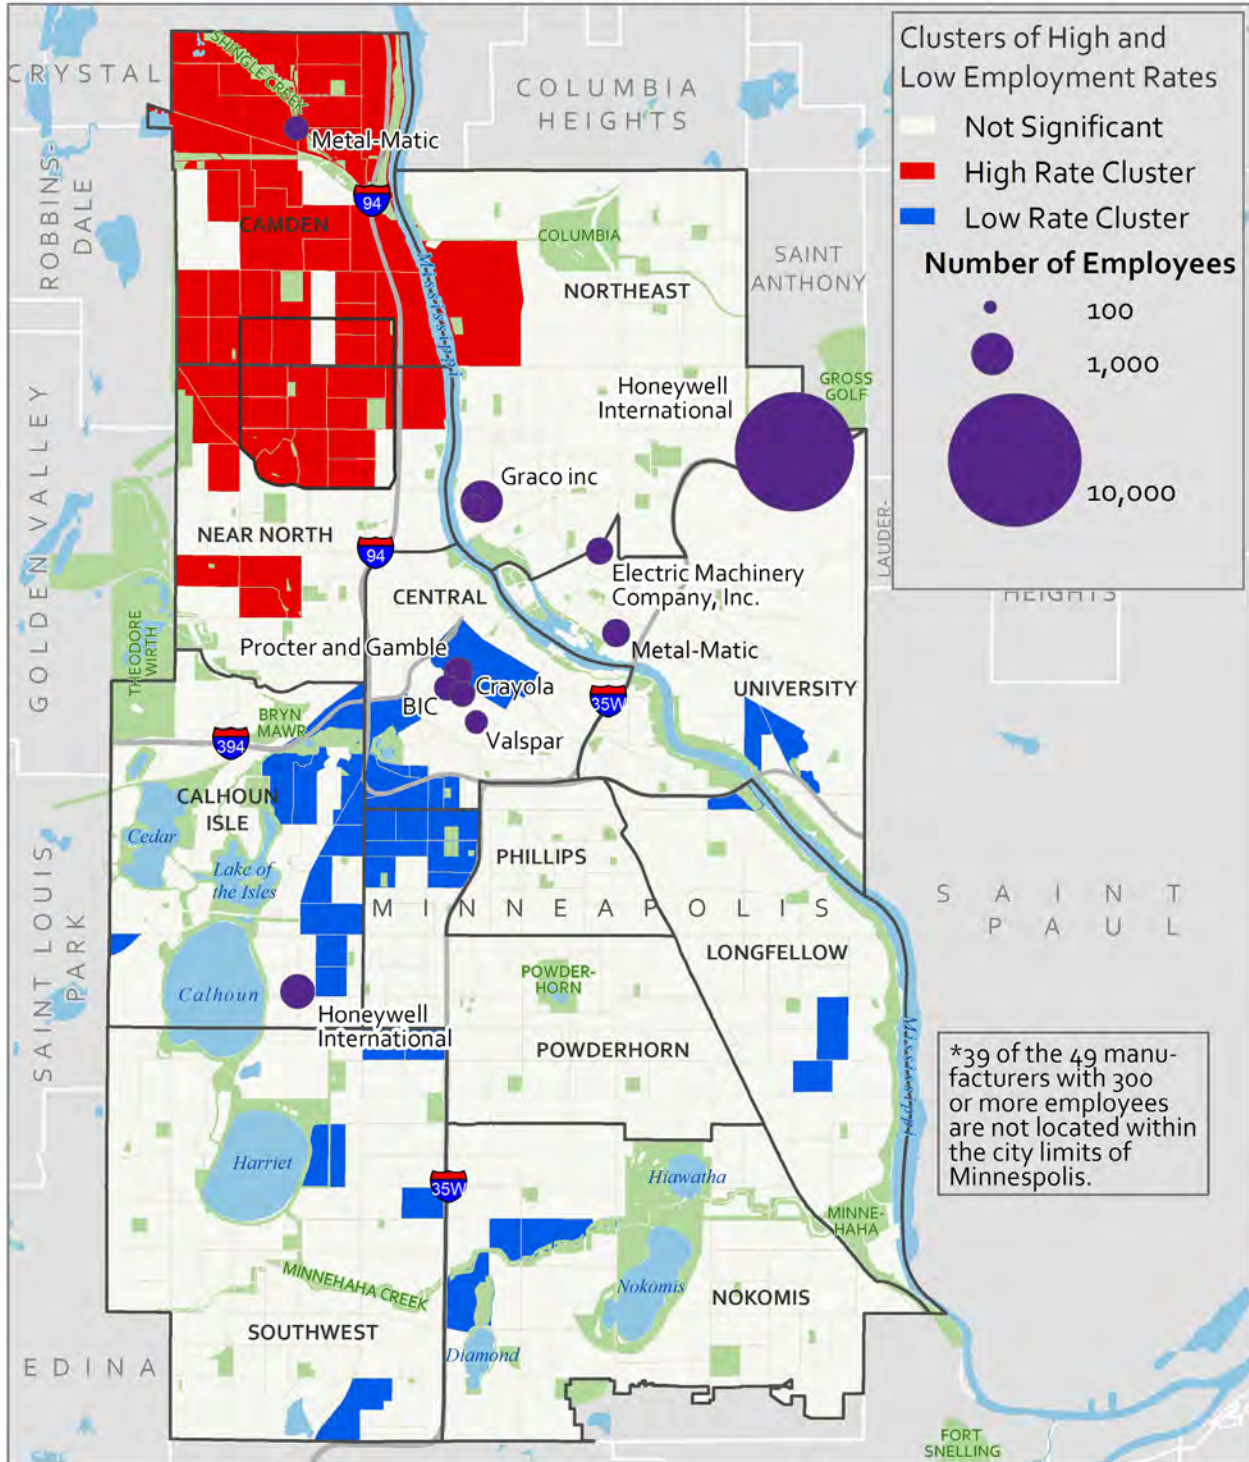 Clusters of High and
Low Employment Rates
Not Significant
High Rate Cluster
Low Rate Cluster
Number of Employees
100
1,000
10,000
CRYSTAL
SHINGLE CREEK
COLUMBIA
HEIGHTS
Metal-Matic
ROBBINS-
DALE
94
CAMDEN
COLUMBIA
SAINT
ANTHONY
Mississippi
NORTHEAST
GOLDEN VALLEY
Honeywell
International
GROSS
GOLF
Graco inc
NEAR NORTH
94
LAUDER-
HEIGHTS
Electric Machinery
Company, Inc.
CENTRAL
THEODORE
WIRTH
Procter and Gamble
Metal-Matic
Crayola
BIC
35W
UNIVERSITY
BRYN
MAWR
Valspar
394
CALHOUN
ISLE
Cedar
Lake of
the Isles
PHILLIPS
SAINT LOUIS
PARK
MINNEAPOLIS
SAINT
PAUL
LONGFELLOW
POWDER-
HORN
Calhoun
Honeywell
International
POWDERHORN
Mississippi
*39 of the 49 manu-
facturers with 300
or more employees
are not located within
the city limits of
Minnespolis.
Harriet
Hiawatha
35W
MINNE-
HAHA
MINNEHAHA CREEK
Nokomis
NOKOMIS
SOUTHWEST
Diamond
EDINA
FORT
SNELLING